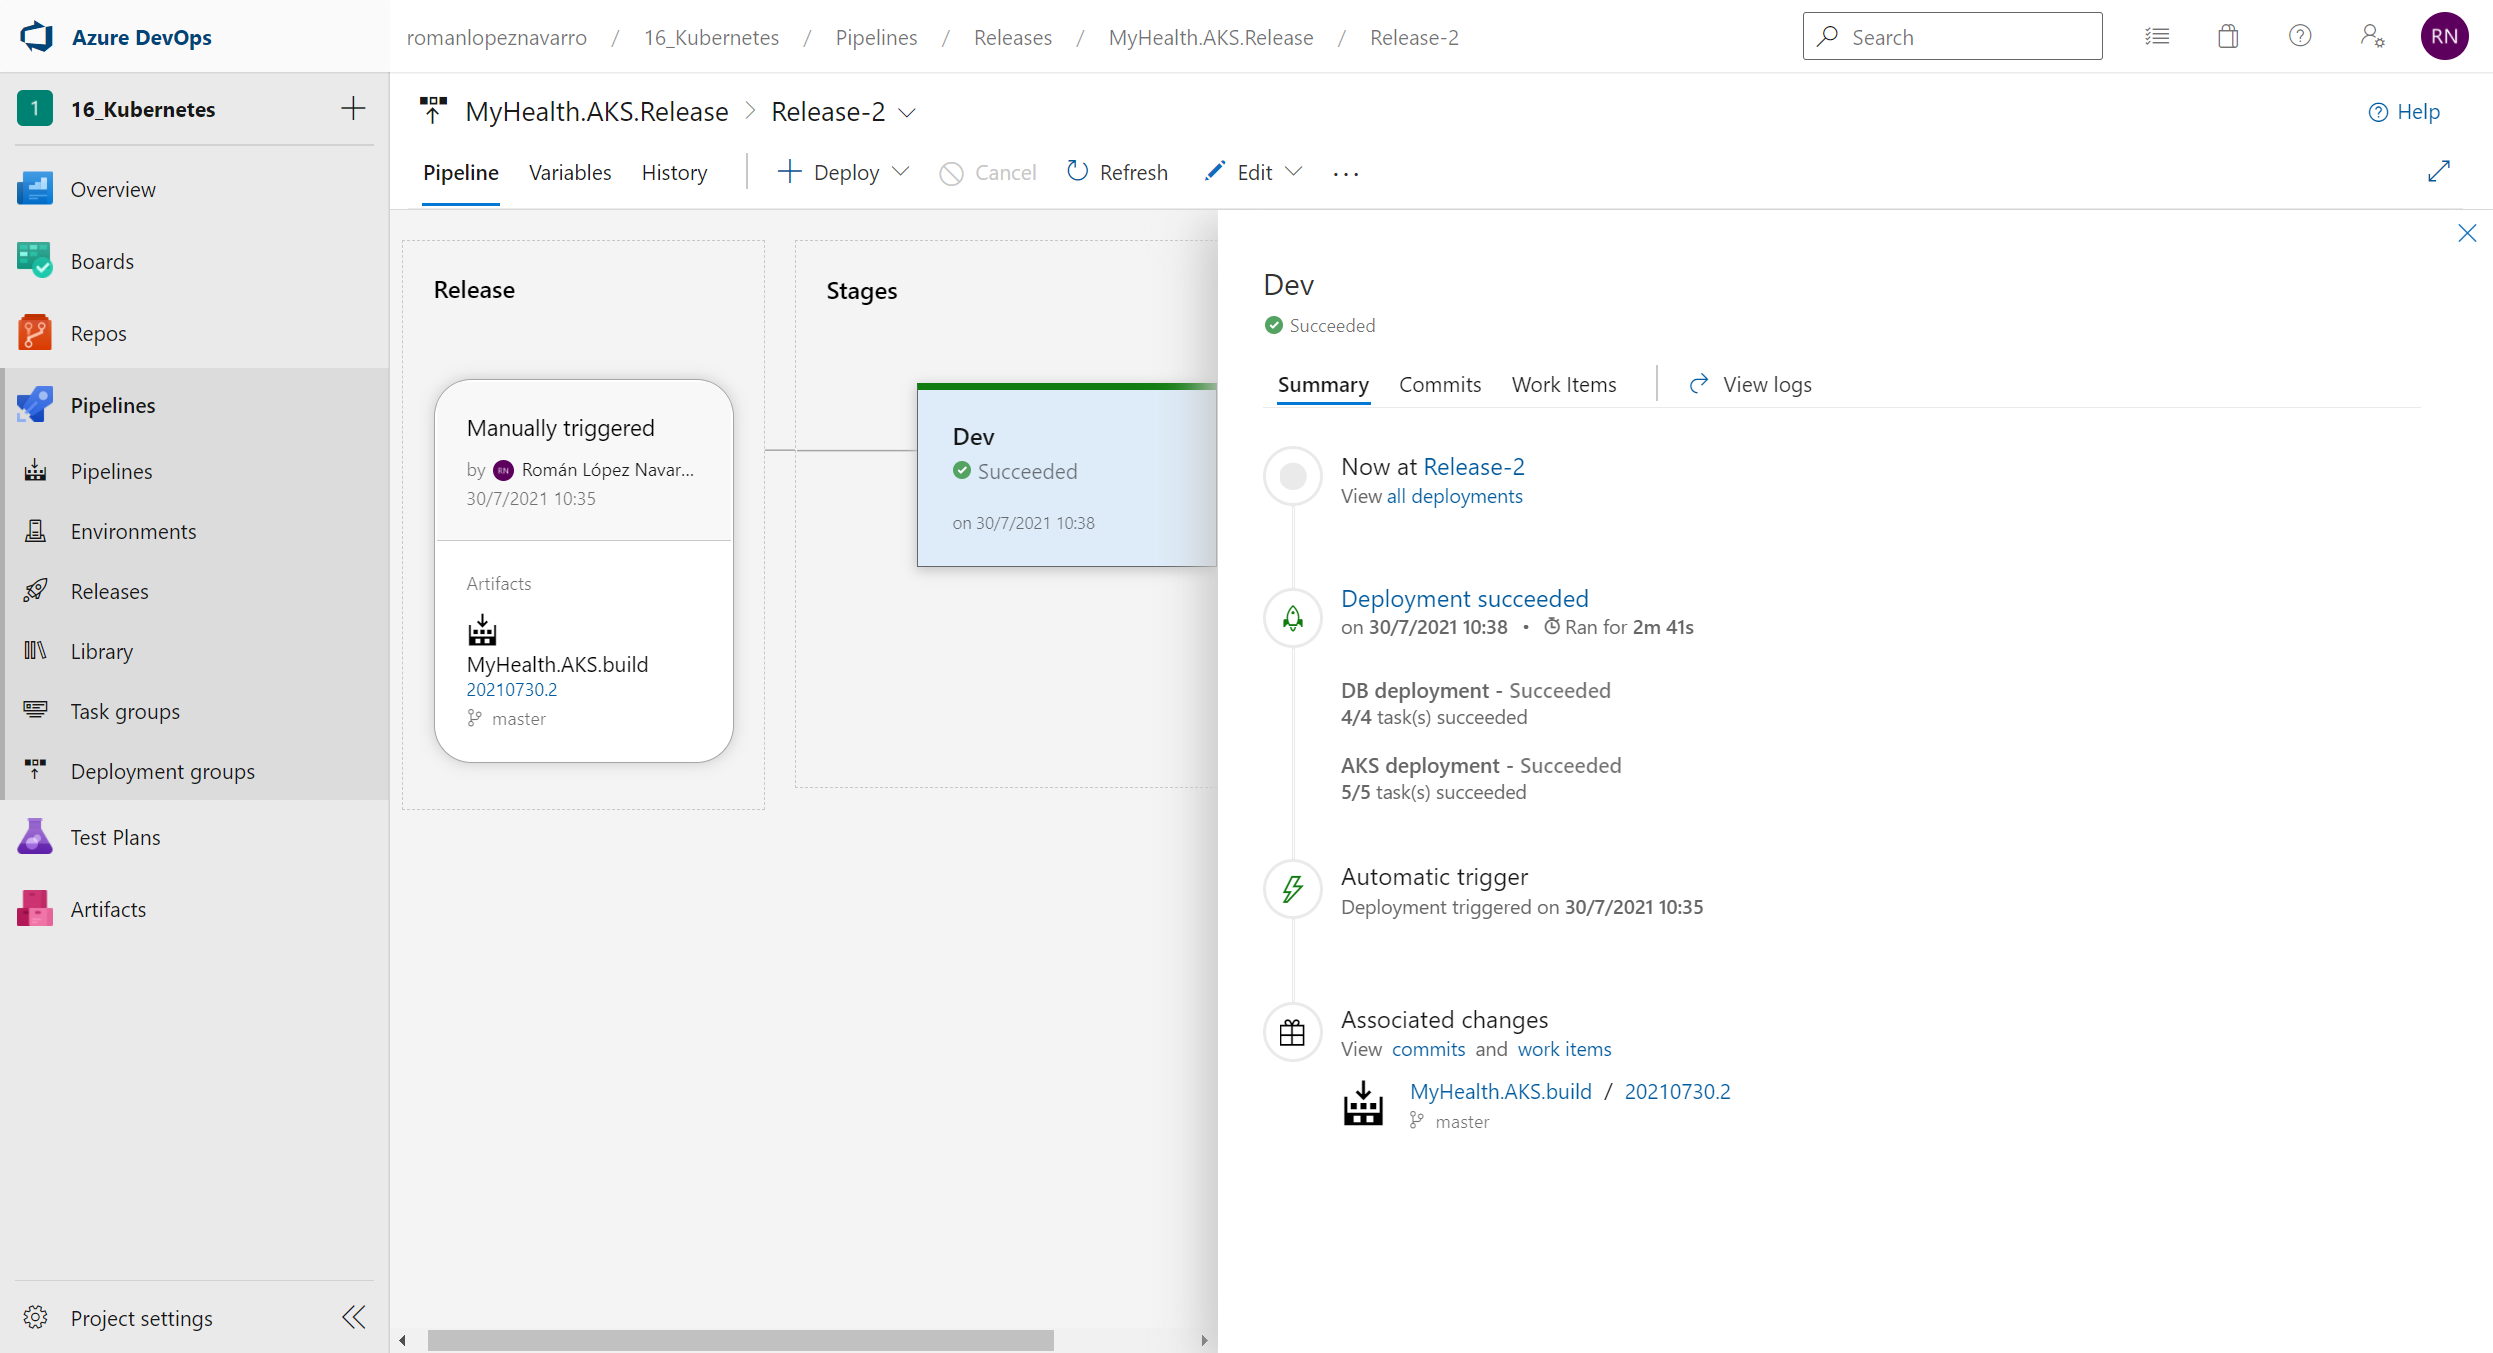 Azure DevOps
romanlopeznavarro / 16_Kubernetes / Pipelines / Releases / MyHealth.AKS.Release / Release-2
Search
RN
1 16_Kubernetes
Overview
Boards
Repos
Pipelines
Pipelines
Environments
Releases
Library
Task groups
Deployment groups
Test Plans
Artifacts
Project settings
MyHealth.AKS.Release > Release-2
Help
Pipeline Variables History Deploy Cancel Refresh Edit ...
Release
Manually triggered
by RN Román López Navar...
30/7/2021 10:35
Artifacts
MyHealth.AKS.build
20210730.2
master
Stages
Dev
Succeeded
on 30/7/2021 10:38
Dev
Succeeded
Summary Commits Work Items View logs
Now at Release-2
View all deployments
Deployment succeeded
on 30/7/2021 10:38 • Ran for 2m 41s
DB deployment - Succeeded
4/4 task(s) succeeded
AKS deployment - Succeeded
5/5 task(s) succeeded
Automatic trigger
Deployment triggered on 30/7/2021 10:35
Associated changes
View commits and work items
MyHealth.AKS.build / 20210730.2
master